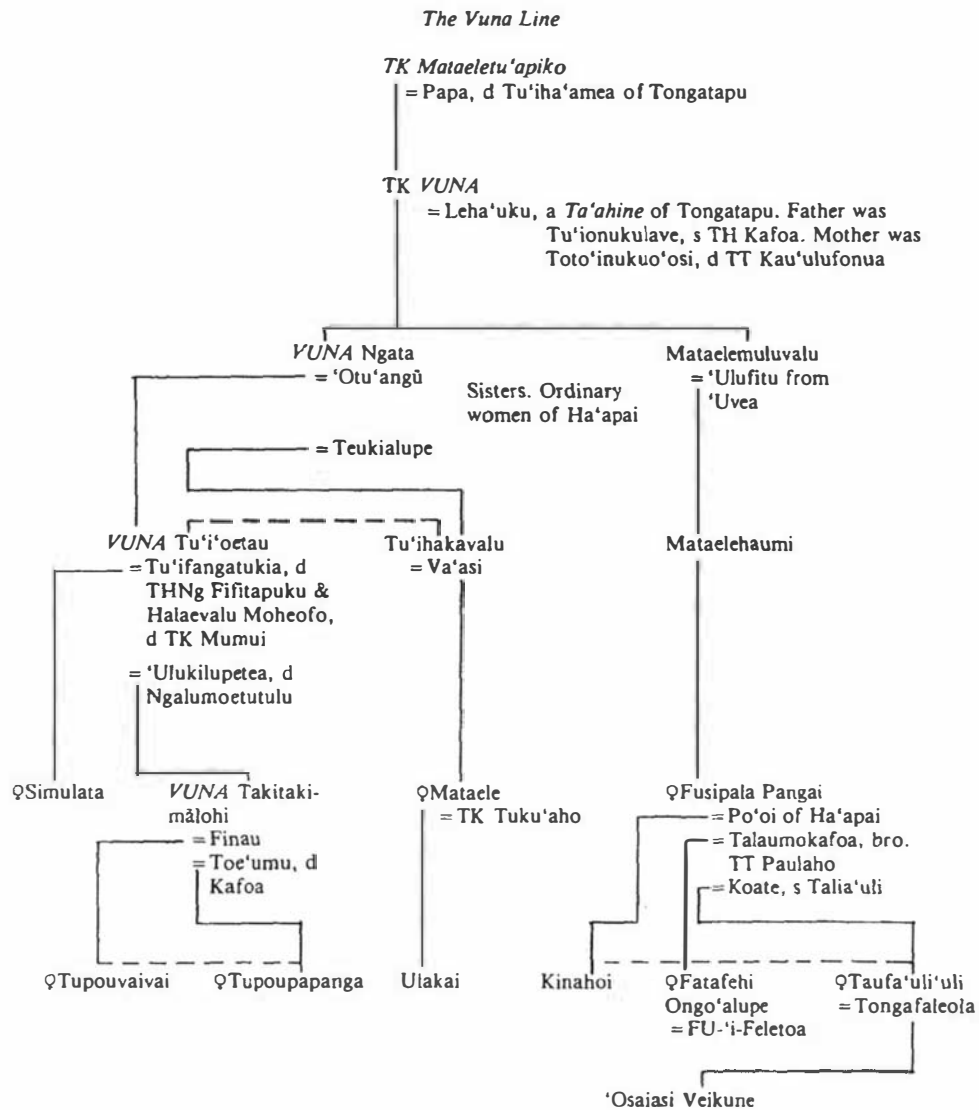 The Vuna Line
TK Mataeletu‘apiko
= Papa, d Tu‘iha‘amea of Tongatapu
TK VUNA
= Leha‘uku, a Ta‘ahine of Tongatapu. Father was
Tu‘ionukulave, s TH Kafoa. Mother was
Toto‘inukuo‘osi, d TT Kau‘ulufonua
VUNA Ngata
= ‘Otu‘angū
Sisters. Ordinary
women of Ha‘apai
Mataelemuluvalu
= ‘Ulufitu from
‘Uvea
= Teukialupe
VUNA Tu‘i‘oetau
= Tu‘ifangatukia, d
THNg Fifitapuku &
Halaevalu Moheofo,
d TK Mumui
= ‘Ulukilupetea, d
Ngalumoetutulu
Tu‘ihakavalu
= Va‘asi
Mataelehaumi
♀Simulata
VUNA Takitaki-
mālohi
= Finau
= Toe‘umu, d
Kafoa
♀Mataele
= TK Tuku‘aho
♀Fusipala Pangai
= Po‘oi of Ha‘apai
= Talaumokafoa, bro.
TT Paulaho
= Koate, s Talia‘uli
♀Tupouvaivai
♀Tupoupapanga
Ulakai
Kinahoi
♀Fatafehi
Ongo‘alupe
= FU-‘i-Feletoa
♀Taufa‘uli‘uli
= Tongafaleola
‘Osaiasi Veikune